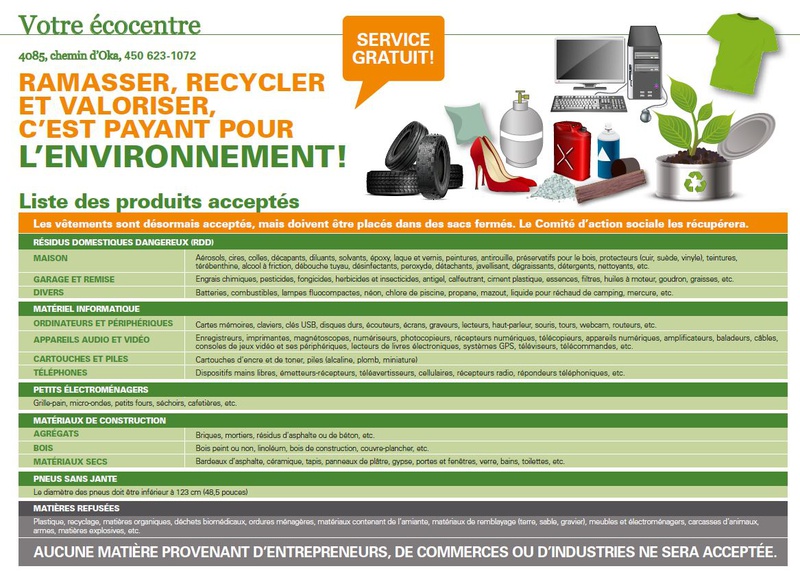 Votre écocentre
4085, chemin d'Oka, 450 623-1072
SERVICE
GRATUIT!
RAMASSER, RECYCLER
ET VALORISER,
C'EST PAYANT POUR
L'ENVIRONNEMENT!
Liste des produits acceptés
Les vêtements sont désormais acceptés, mais doivent être placés dans des sacs fermés. Le Comité d'action sociale les récupérera.
RÉSIDUS DOMESTIQUES DANGEREUX (RDD)
MAISON
Aérosols, cires, colles, décapants, diluants, solvants, époxy, laque et vernis, peintures, antirouille, préservatifs pour le bois, protecteurs (cuir, suède, vinyle), teintures,
térébenthine, alcool à friction, débouche tuyau, désinfectants, peroxyde, détachants, javellisant, dégraissants, détergents, nettoyants, etc.
GARAGE ET REMISE
Engrais chimiques, pesticides, fongicides, herbicides et insecticides, antigel, calfeutrant, ciment plastique, essences, filtres, huiles à moteur, goudron, graisses, etc.
DIVERS
Batteries, combustibles, lampes fluocompactes, néon, chlore de piscine, propane, mazout, liquide pour réchaud de camping, mercure, etc.
MATÉRIEL INFORMATIQUE
ORDINATEURS ET PÉRIPHÉRIQUES
Cartes mémoires, claviers, clés USB, disques durs, écouteurs, écrans, graveurs, lecteurs, haut-parleur, souris, tours, webcam, routeurs, etc.
APPAREILS AUDIO ET VIDÉO
Enregistreurs, imprimantes, magnétoscopes, numériseurs, photocopieurs, récepteurs numériques, télécopieurs, appareils numériques, amplificateurs, baladeurs, câbles,
consoles de jeux vidéo et ses périphériques, lecteurs de livres électroniques, systèmes GPS, téléviseurs, télécommandes, etc.
CARTOUCHES ET PILES
Cartouches d'encre et de toner, piles (alcaline, plomb, miniature)
TÉLÉPHONES
Dispositifs mains libres, émetteurs-récepteurs, téléavertisseurs, cellulaires, récepteurs radio, répondeurs téléphoniques, etc.
PETITS ÉLECTROMÉNAGERS
Grille-pain, micro-ondes, petits fours, séchoirs, cafetières, etc.
MATÉRIAUX DE CONSTRUCTION
AGRÉGATS
Briques, mortiers, résidus d'asphalte ou de béton, etc.
BOIS
Bois peint ou non, linoléum, bois de construction, couvre-plancher, etc.
MATÉRIAUX SECS
Bardeaux d'asphalte, céramique, tapis, panneaux de plâtre, gypse, portes et fenêtres, verre, bains, toilettes, etc.
PNEUS SANS JANTE
Le diamètre des pneus doit être inférieur à 123 cm (48,5 pouces)
MATIÈRES REFUSÉES
Plastique, recyclage, matières organiques, déchets biomédicaux, ordures ménagères, matériaux contenant de l'amiante, matériaux de remblayage (terre, sable, gravier), meubles et électroménagers, carcasses d'animaux,
armes, matières explosives, etc.
AUCUNE MATIÈRE PROVENANT D'ENTREPRENEURS, DE COMMERCES OU D'INDUSTRIES NE SERA ACCEPTÉE.